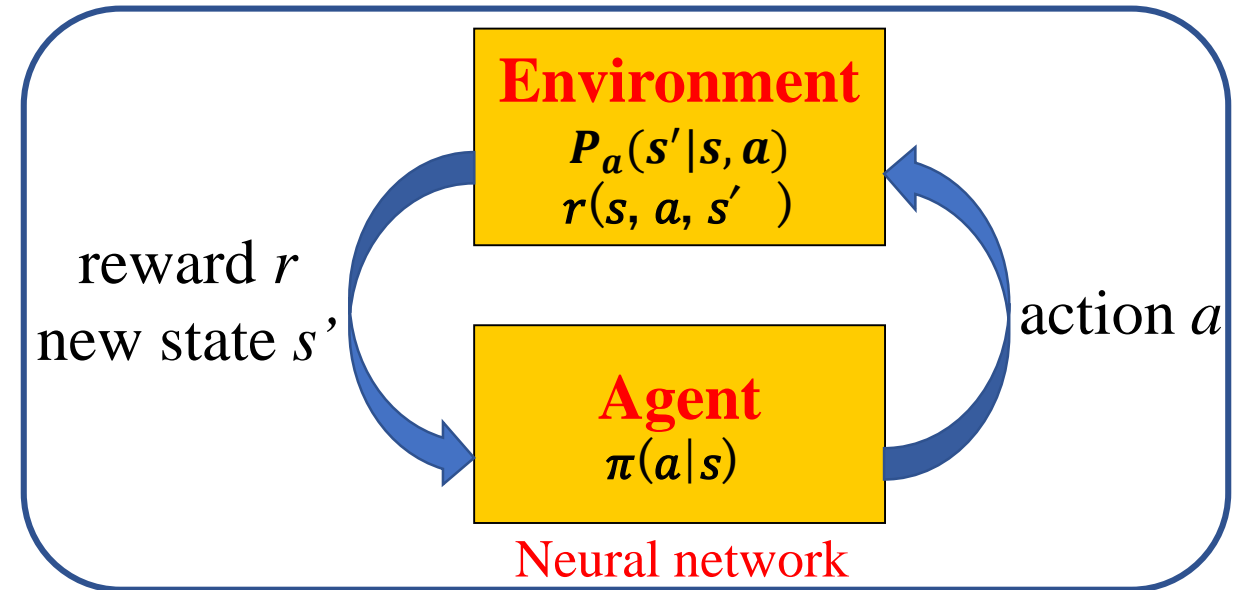 Environment
Pₐ(s′|s, a)
r(s, a, s′ )
reward r
new state s’
action a
Agent
π(a|s)
Neural network